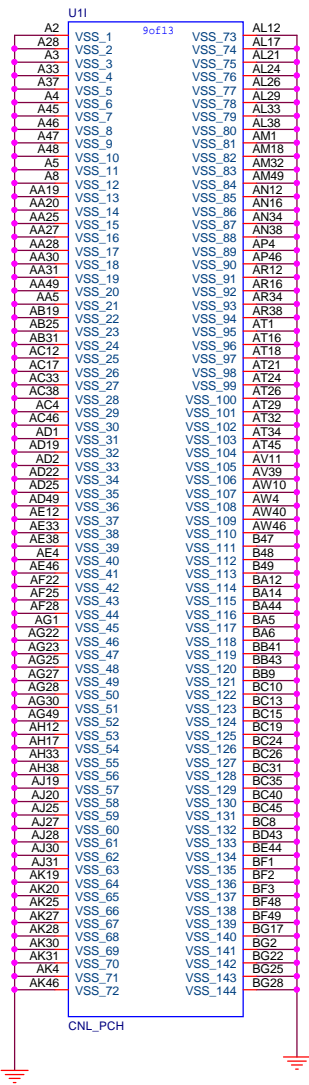 U1I
9of13
A2 VSS_1 VSS_73 AL12
A28 VSS_2 VSS_74 AL17
A3 VSS_3 VSS_75 AL21
A33 VSS_4 VSS_76 AL24
A37 VSS_5 VSS_77 AL26
A4 VSS_6 VSS_78 AL29
A45 VSS_7 VSS_79 AL33
A46 VSS_8 VSS_80 AL38
A47 VSS_9 VSS_81 AM1
A48 VSS_10 VSS_82 AM18
A5 VSS_11 VSS_83 AM32
A8 VSS_12 VSS_84 AM49
AA19 VSS_13 VSS_85 AN12
AA20 VSS_14 VSS_86 AN16
AA25 VSS_15 VSS_87 AN34
AA27 VSS_16 VSS_88 AN38
AA28 VSS_17 VSS_89 AP4
AA30 VSS_18 VSS_90 AP46
AA31 VSS_19 VSS_91 AR12
AA49 VSS_20 VSS_92 AR16
AA5 VSS_21 VSS_93 AR34
AB19 VSS_22 VSS_94 AR38
AB25 VSS_23 VSS_95 AT1
AB31 VSS_24 VSS_96 AT16
AC12 VSS_25 VSS_97 AT18
AC17 VSS_26 VSS_98 AT21
AC33 VSS_27 VSS_99 AT24
AC38 VSS_28 VSS_100 AT26
AC4 VSS_29 VSS_101 AT29
AC46 VSS_30 VSS_102 AT32
AD1 VSS_31 VSS_103 AT34
AD19 VSS_32 VSS_104 AT45
AD2 VSS_33 VSS_105 AV11
AD22 VSS_34 VSS_106 AV39
AD25 VSS_35 VSS_107 AW10
AD49 VSS_36 VSS_108 AW4
AE12 VSS_37 VSS_109 AW40
AE33 VSS_38 VSS_110 AW46
AE38 VSS_39 VSS_111 B47
AE4 VSS_40 VSS_112 B48
AE46 VSS_41 VSS_113 B49
AF22 VSS_42 VSS_114 BA12
AF25 VSS_43 VSS_115 BA14
AF28 VSS_44 VSS_116 BA44
AG1 VSS_45 VSS_117 BA5
AG22 VSS_46 VSS_118 BA6
AG23 VSS_47 VSS_119 BB41
AG25 VSS_48 VSS_120 BB43
AG27 VSS_49 VSS_121 BB9
AG28 VSS_50 VSS_122 BC10
AG30 VSS_51 VSS_123 BC13
AG49 VSS_52 VSS_124 BC15
AH12 VSS_53 VSS_125 BC19
AH17 VSS_54 VSS_126 BC24
AH33 VSS_55 VSS_127 BC26
AH38 VSS_56 VSS_128 BC31
AJ19 VSS_57 VSS_129 BC35
AJ20 VSS_58 VSS_130 BC40
AJ25 VSS_59 VSS_131 BC45
AJ27 VSS_60 VSS_132 BC8
AJ28 VSS_61 VSS_133 BD43
AJ30 VSS_62 VSS_134 BE44
AJ31 VSS_63 VSS_135 BF1
AK19 VSS_64 VSS_136 BF2
AK20 VSS_65 VSS_137 BF3
AK25 VSS_66 VSS_138 BF48
AK27 VSS_67 VSS_139 BF49
AK28 VSS_68 VSS_140 BG17
AK30 VSS_69 VSS_141 BG2
AK31 VSS_70 VSS_142 BG22
AK4 VSS_71 VSS_143 BG25
AK46 VSS_72 VSS_144 BG28
CNL_PCH